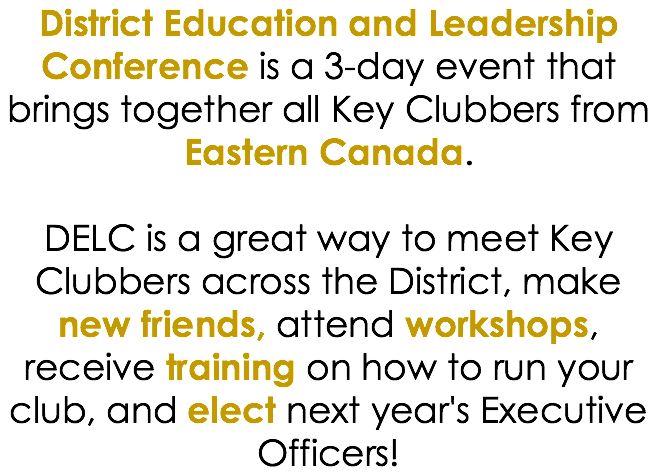 District Education and Leadership
Conference is a 3-day event that
brings together all Key Clubbers from
Eastern Canada.
DELC is a great way to meet Key
Clubbers across the District, make
new friends, attend workshops,
receive training on how to run your
club, and elect next year's Executive
Officers!